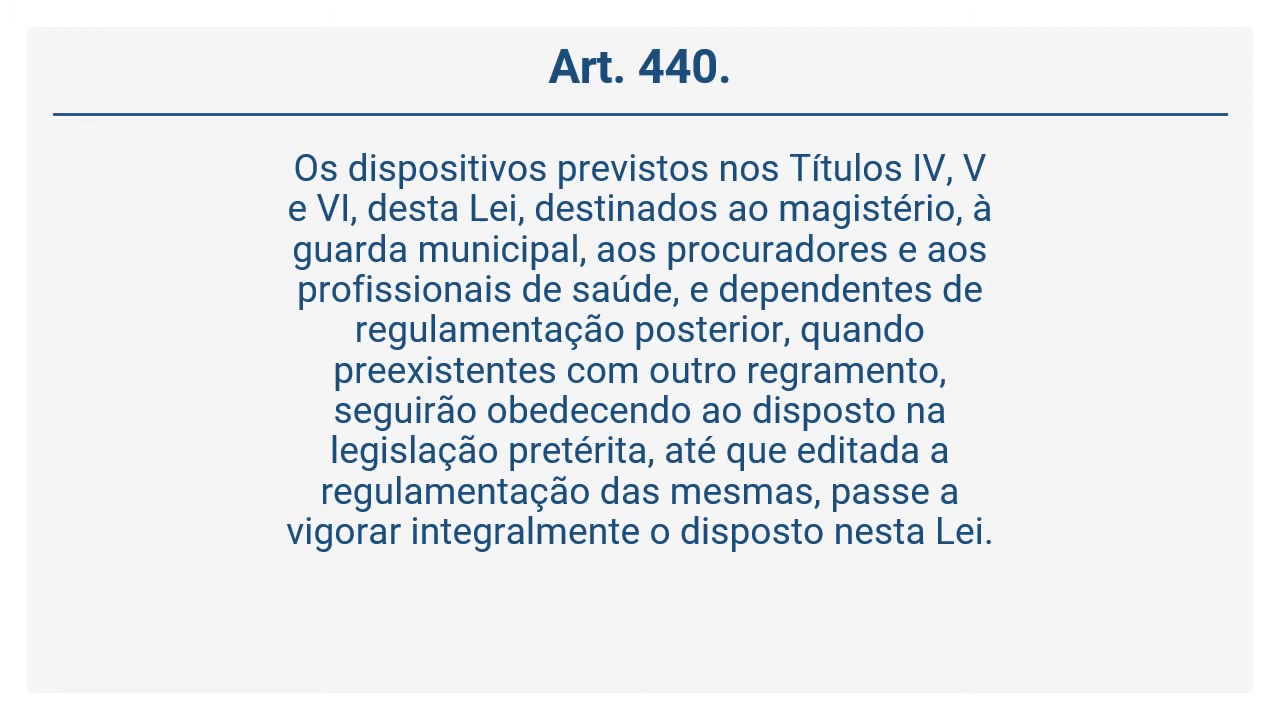 Art. 440.
Os dispositivos previstos nos Títulos IV, V
e VI, desta Lei, destinados ao magistério, à
guarda municipal, aos procuradores e aos
profissionais de saúde, e dependentes de
regulamentação posterior, quando
preexistentes com outro regramento,
seguirão obedecendo ao disposto na
legislação pretérita, até que editada a
regulamentação das mesmas, passe a
vigorar integralmente o disposto nesta Lei.